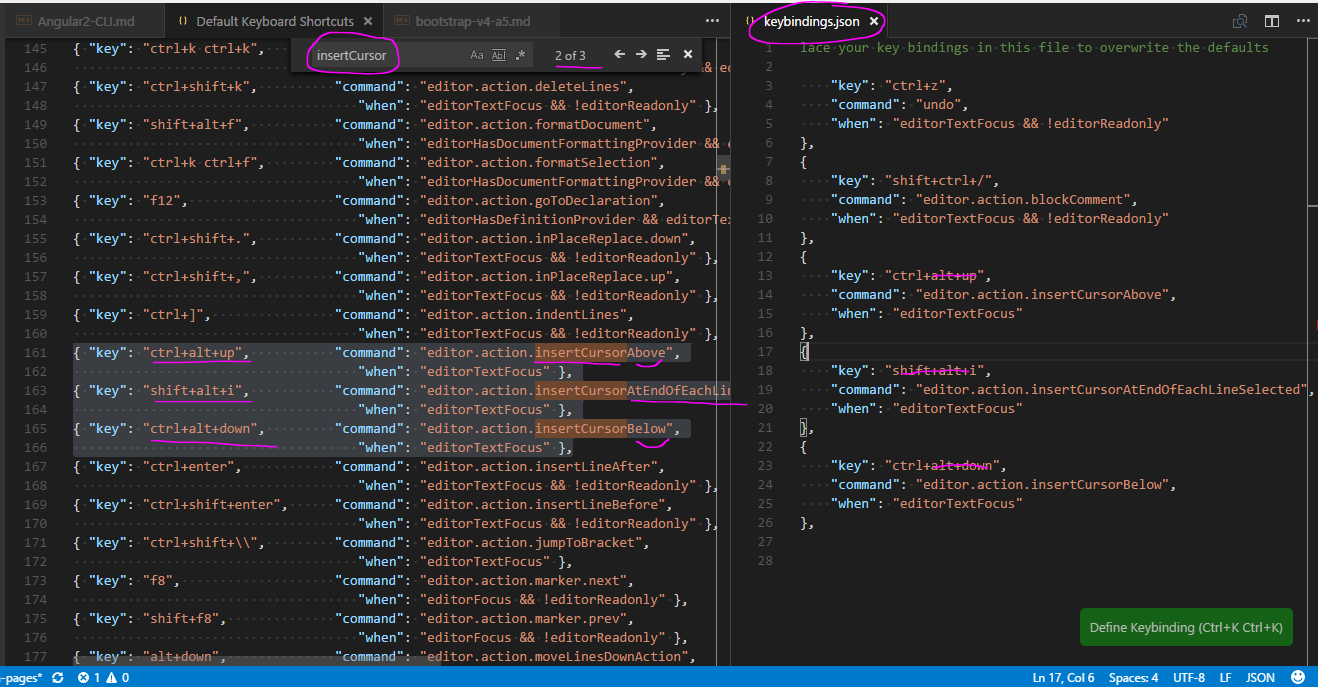 Angular2-CLI.md
{} Default Keyboard Shortcuts
bootstrap-v4-a5.md
...
insertCursor
Aa Abl .*
2 of 3
145 { "key": "ctrl+k ctrl+k",
146 && ed
147 { "key": "ctrl+shift+k", "command": "editor.action.deleteLines",
148 "when": "editorTextFocus && !editorReadonly" },
149 { "key": "shift+alt+f", "command": "editor.action.formatDocument",
150 "when": "editorHasDocumentFormattingProvider && e
151 { "key": "ctrl+k ctrl+f", "command": "editor.action.formatSelection",
152 "when": "editorHasDocumentFormattingProvider && e
153 { "key": "f12", "command": "editor.action.goToDeclaration",
154 "when": "editorHasDefinitionProvider && editorTex
155 { "key": "ctrl+shift+.", "command": "editor.action.inPlaceReplace.down",
156 "when": "editorTextFocus && !editorReadonly" },
157 { "key": "ctrl+shift+,", "command": "editor.action.inPlaceReplace.up",
158 "when": "editorTextFocus && !editorReadonly" },
159 { "key": "ctrl+]", "command": "editor.action.indentLines",
160 "when": "editorTextFocus && !editorReadonly" },
161 { "key": "ctrl+alt+up", "command": "editor.action.insertCursorAbove",
162 "when": "editorTextFocus" },
163 { "key": "shift+alt+i", "command": "editor.action.insertCursorAtEndOfEachLin
164 "when": "editorTextFocus" },
165 { "key": "ctrl+alt+down", "command": "editor.action.insertCursorBelow",
166 "when": "editorTextFocus" },
167 { "key": "ctrl+enter", "command": "editor.action.insertLineAfter",
168 "when": "editorTextFocus && !editorReadonly" },
169 { "key": "ctrl+shift+enter", "command": "editor.action.insertLineBefore",
170 "when": "editorTextFocus && !editorReadonly" },
171 { "key": "ctrl+shift+\\", "command": "editor.action.jumpToBracket",
172 "when": "editorTextFocus" },
173 { "key": "f8", "command": "editor.action.marker.next",
174 "when": "editorFocus && !editorReadonly" },
175 { "key": "shift+f8", "command": "editor.action.marker.prev",
176 "when": "editorFocus && !editorReadonly" },
177 { "key": "alt+down", "command": "editor.action.moveLinesDownAction",
{} keybindings.json
...
1 lace your key bindings in this file to overwrite the defaults
2
3 "key": "ctrl+z",
4 "command": "undo",
5 "when": "editorTextFocus && !editorReadonly"
6 },
7 {
8 "key": "shift+ctrl+/",
9 "command": "editor.action.blockComment",
10 "when": "editorTextFocus && !editorReadonly"
11 },
12 {
13 "key": "ctrl+alt+up",
14 "command": "editor.action.insertCursorAbove",
15 "when": "editorTextFocus"
16 },
17 {
18 "key": "shift+alt+i",
19 "command": "editor.action.insertCursorAtEndOfEachLineSelected",
20 "when": "editorTextFocus"
21 },
22 {
23 "key": "ctrl+alt+down",
24 "command": "editor.action.insertCursorBelow",
25 "when": "editorTextFocus"
26 },
27
28
Define Keybinding (Ctrl+K Ctrl+K)
-pages* 1 0
Ln 17, Col 6 Spaces: 4 UTF-8 LF JSON